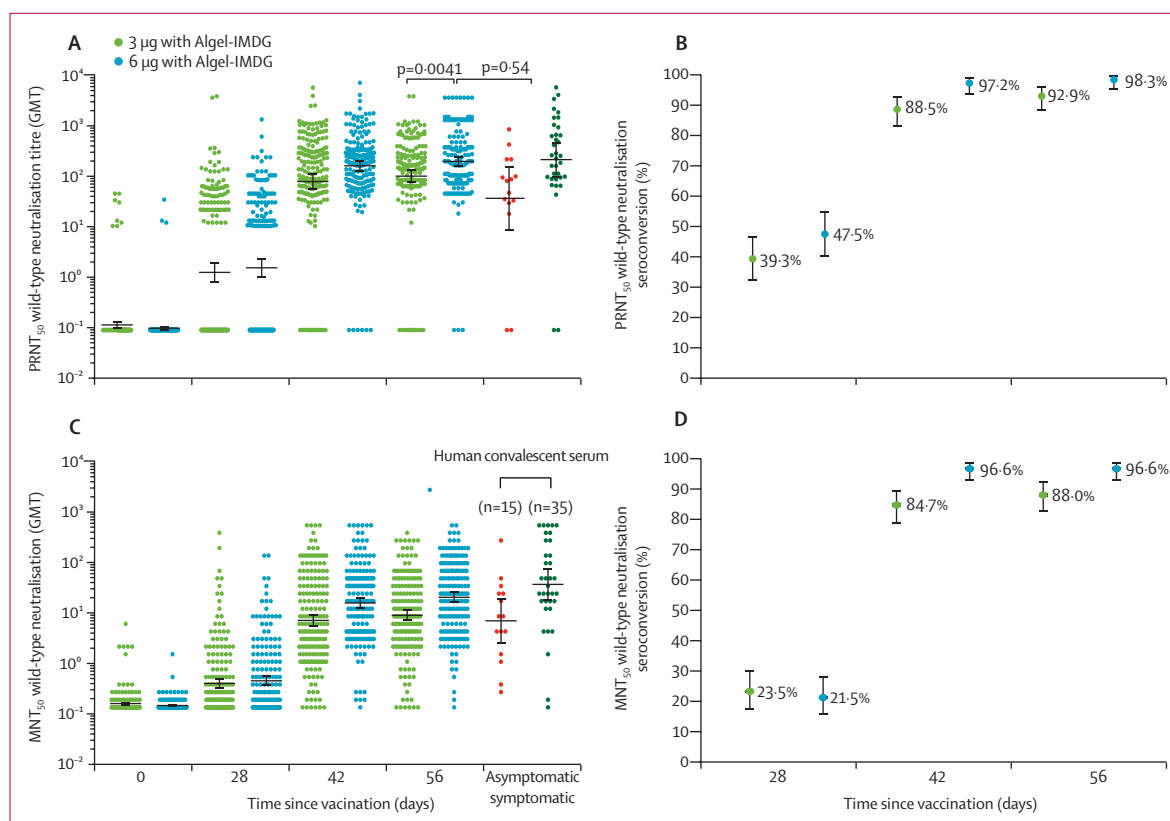 A
3 µg with Algel-IMDG
6 µg with Algel-IMDG
p=0·0041
p=0·54
PRNT₅₀ wild-type neutralisation titre (GMT)
10⁴
10³
10²
10¹
10⁰
10⁻¹
10⁻²
B
PRNT₅₀ wild-type neutralisation
seroconversion (%)
100
90
80
70
60
50
40
30
20
10
0
39·3%
47·5%
88·5%
97·2%
92·9%
98·3%
C
Human convalescent serum
(n=15) (n=35)
MNT₅₀ wild-type neutralisation (GMT)
10⁴
10³
10²
10¹
10⁰
10⁻¹
10⁻²
0 28 42 56 Asymptomatic
symptomatic
Time since vacination (days)
D
MNT₅₀ wild-type neutralisation
seroconversion (%)
100
90
80
70
60
50
40
30
20
10
0
23·5%
21·5%
84·7%
96·6%
88·0%
96·6%
28 42 56
Time since vaccination (days)